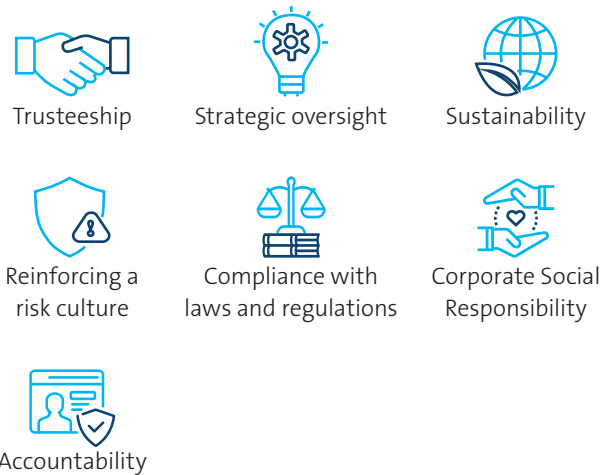 Trusteeship
Strategic oversight
Sustainability
Reinforcing a
risk culture
Compliance with
laws and regulations
Corporate Social
Responsibility
Accountability